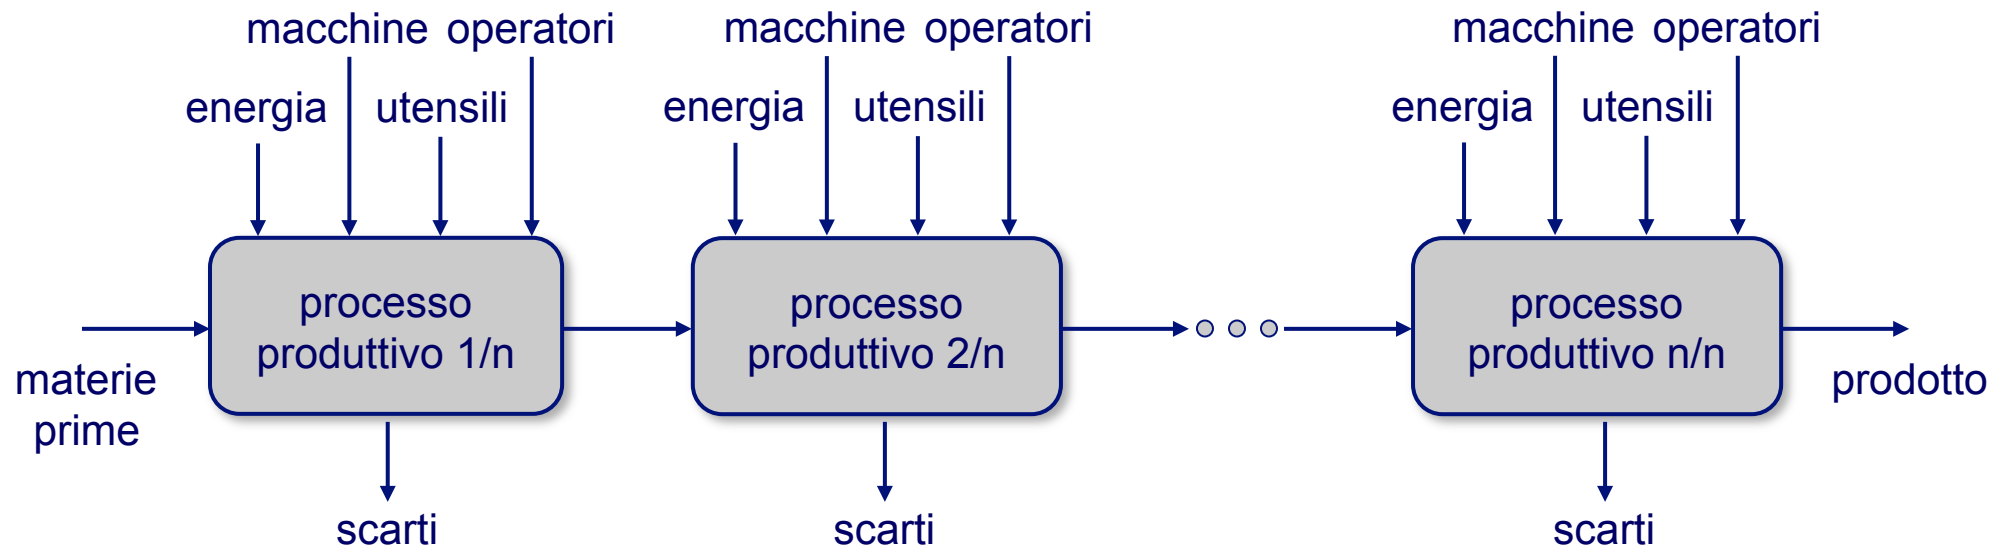 macchine operatori
energia utensili
processo
produttivo 1/n
scarti
macchine operatori
energia utensili
processo
produttivo 2/n
scarti
macchine operatori
energia utensili
processo
produttivo n/n
scarti
materie
prime
prodotto